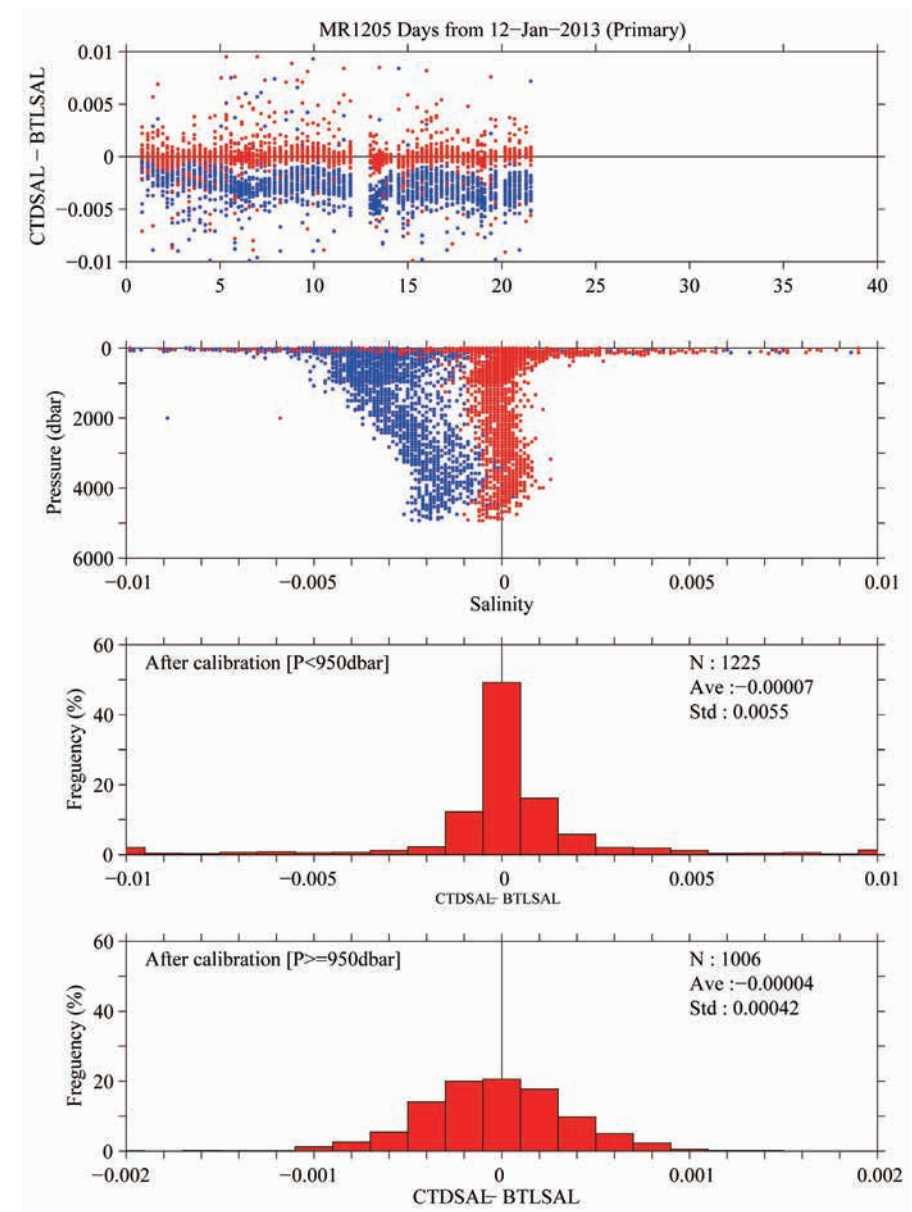 MR1205 Days from 12−Jan−2013 (Primary)
CTDSAL − BTLSAL
0.01
0.005
0
−0.005
−0.01
0 5 10 15 20 25 30 35 40
Pressure (dbar)
0
2000
4000
6000
−0.01 −0.005 0 0.005 0.01
Salinity
After calibration [P<950dbar]
N : 1225
Ave :−0.00007
Std : 0.0055
Freguency (%)
60
40
20
0
−0.01 −0.005 0 0.005 0.01
CTDSAL− BTLSAL
After calibration [P>=950dbar]
N : 1006
Ave :−0.00004
Std : 0.00042
Freguency (%)
60
40
20
0
−0.002 −0.001 0 0.001 0.002
CTDSAL− BTLSAL